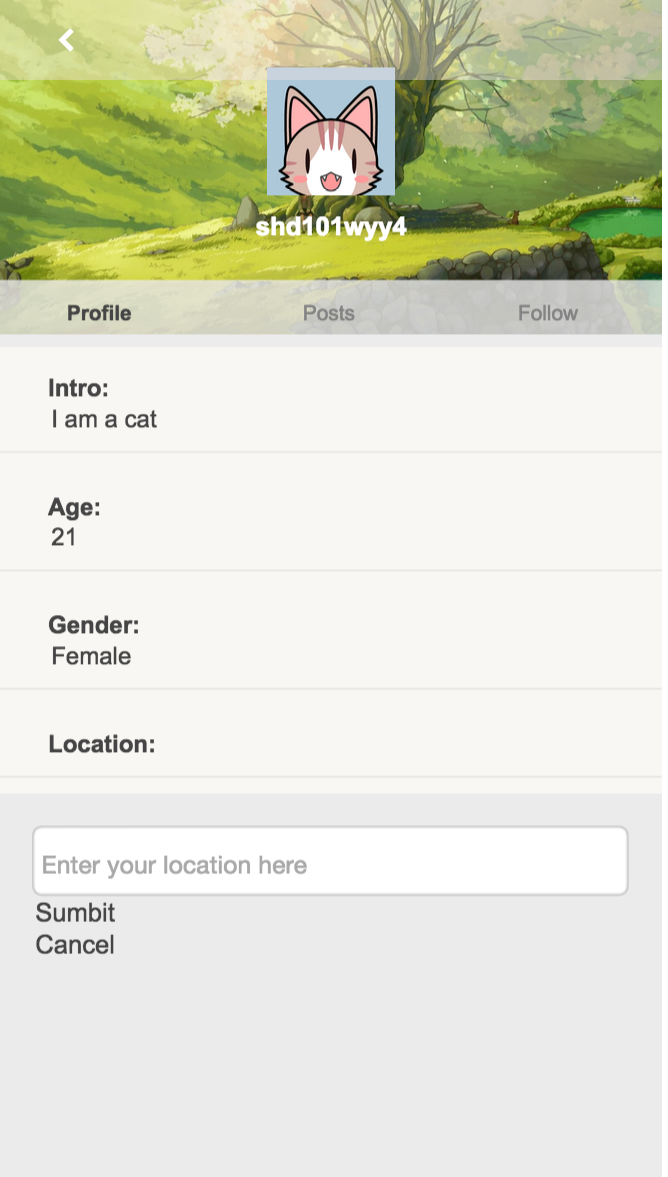 shd101wyy4
Profile Posts Follow
Intro:
I am a cat
Age:
21
Gender:
Female
Location:
Enter your location here
Sumbit
Cancel